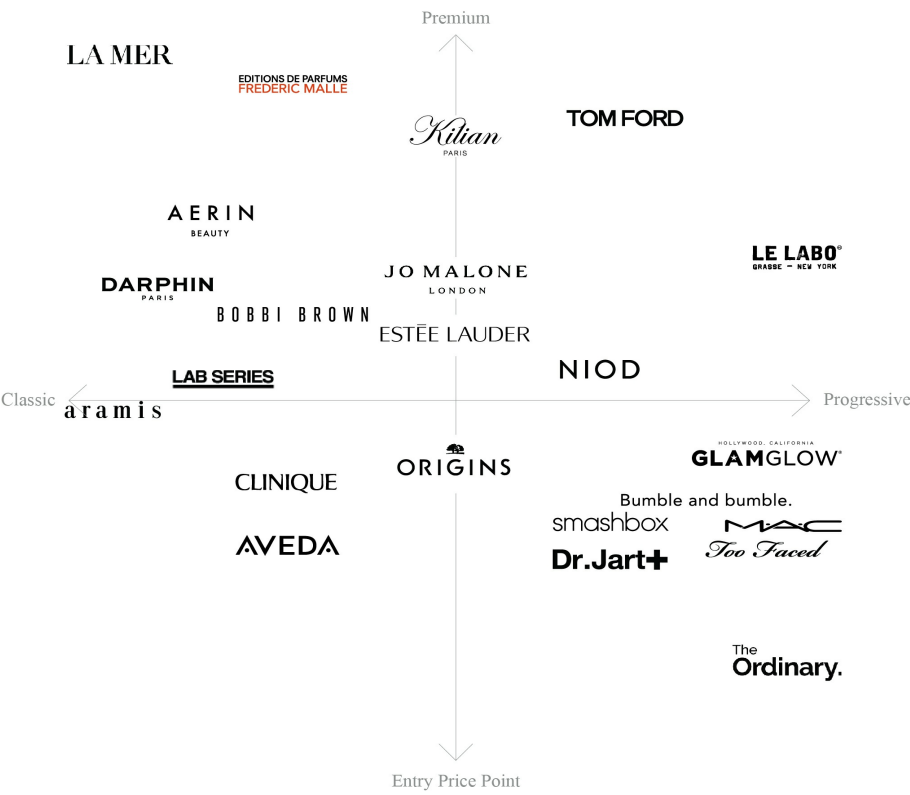 Premium
LA MER
EDITIONS DE PARFUMS
FREDERIC MALLE
TOM FORD
Kilian
PARIS
AERIN
BEAUTY
LE LABO®
GRASSE – NEW YORK
JO MALONE
LONDON
DARPHIN
PARIS
BOBBI BROWN
ESTĒE LAUDER
NIOD
LAB SERIES
Classic
aramis
Progressive
HOLLYWOOD, CALIFORNIA
GLAMGLOW®
ORIGINS
CLINIQUE
Bumble and bumble.
smashbox
M·A·C
AVEDA
Dr.Jart+
Too Faced
The
Ordinary.
Entry Price Point